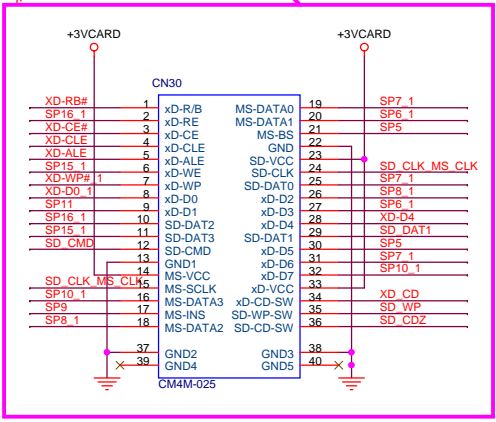 +3VCARD +3VCARD
CN30
XD-RB# 1 xD-R/B MS-DATA0 19 SP7_1
SP16_1 2 xD-RE MS-DATA1 20 SP6_1
XD-CE# 3 xD-CE MS-BS 21 SP5
XD-CLE 4 xD-CLE GND 22
XD-ALE 5 xD-ALE SD-VCC 23
SP15_1 6 xD-WE SD-CLK 24 SD_CLK_MS_CLK
XD-WP#_1 7 xD-WP SD-DAT0 25 SP7_1
XD-D0_1 8 xD-D0 xD-D2 26 SP8_1
SP11 9 xD-D1 xD-D3 27 SP6_1
SP16_1 10 SD-DAT2 xD-D4 28 XD-D4
SP15_1 11 SD-DAT3 SD-DAT1 29 SD_DAT1
SD_CMD 12 SD-CMD xD-D5 30 SP5
13 GND1 xD-D6 31 SP7_1
14 MS-VCC xD-D7 32 SP10_1
SD_CLK_MS_CLK 15 MS-SCLK xD-VCC 33
SP10_1 16 MS-DATA3 xD-CD-SW 34 XD_CD
SP9 17 MS-INS SD-WP-SW 35 SD_WP
SP8_1 18 MS-DATA2 SD-CD-SW 36 SD_CDZ
37 GND2 GND3 38
39 GND4 GND5 40
CM4M-025